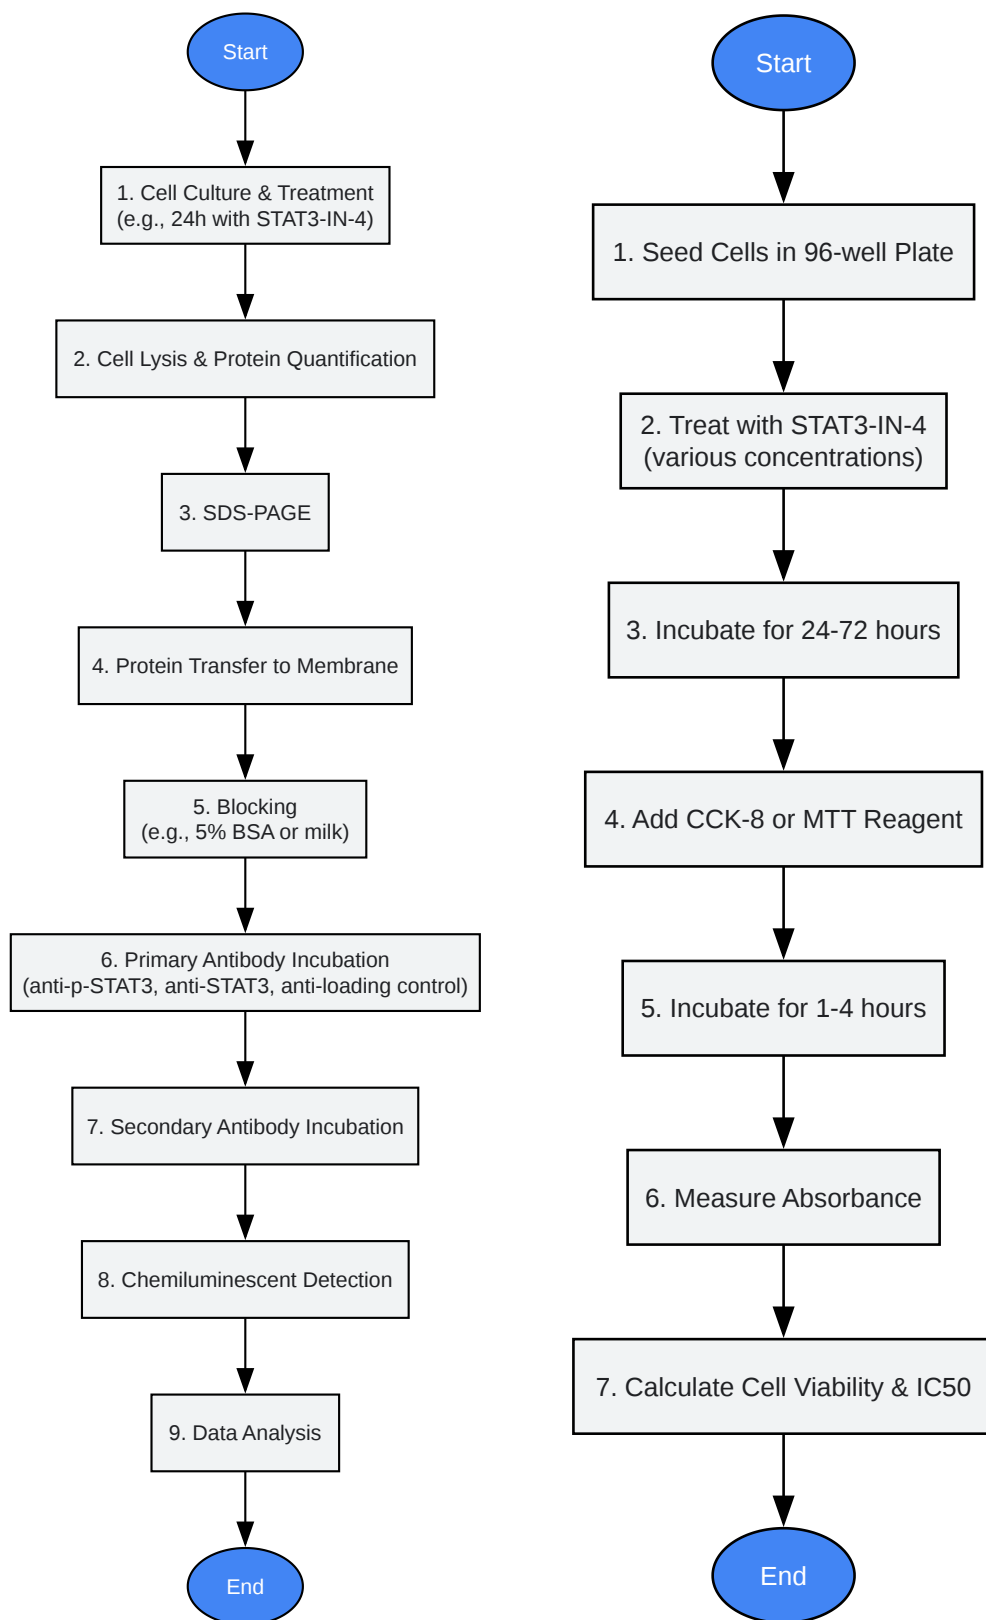 Start
1. Cell Culture & Treatment
(e.g., 24h with STAT3-IN-4)
2. Cell Lysis & Protein Quantification
3. SDS-PAGE
4. Protein Transfer to Membrane
5. Blocking
(e.g., 5% BSA or milk)
6. Primary Antibody Incubation
(anti-p-STAT3, anti-STAT3, anti-loading control)
7. Secondary Antibody Incubation
8. Chemiluminescent Detection
9. Data Analysis
End
Start
1. Seed Cells in 96-well Plate
2. Treat with STAT3-IN-4
(various concentrations)
3. Incubate for 24-72 hours
4. Add CCK-8 or MTT Reagent
5. Incubate for 1-4 hours
6. Measure Absorbance
7. Calculate Cell Viability & IC50
End